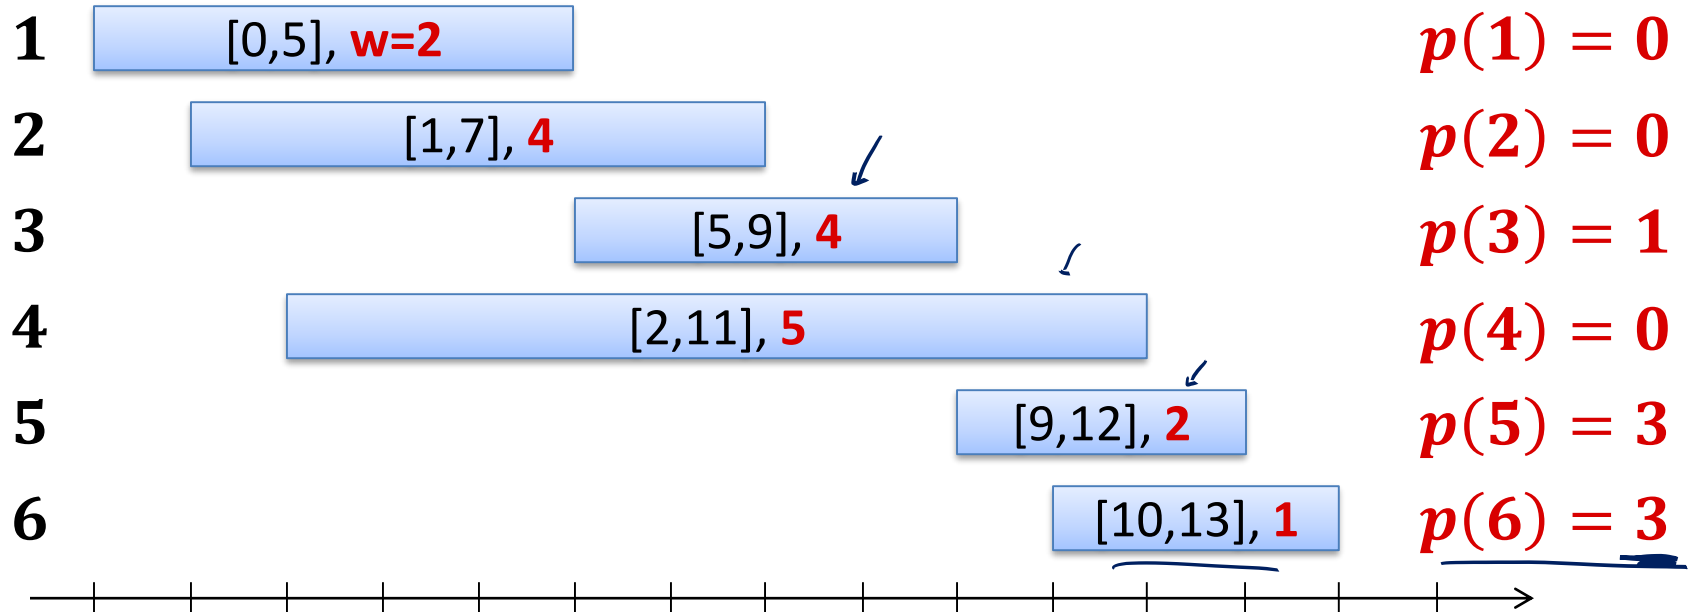 1 [0,5], w=2 p(1) = 0
2 [1,7], 4 p(2) = 0
3 [5,9], 4 p(3) = 1
4 [2,11], 5 p(4) = 0
5 [9,12], 2 p(5) = 3
6 [10,13], 1 p(6) = 3